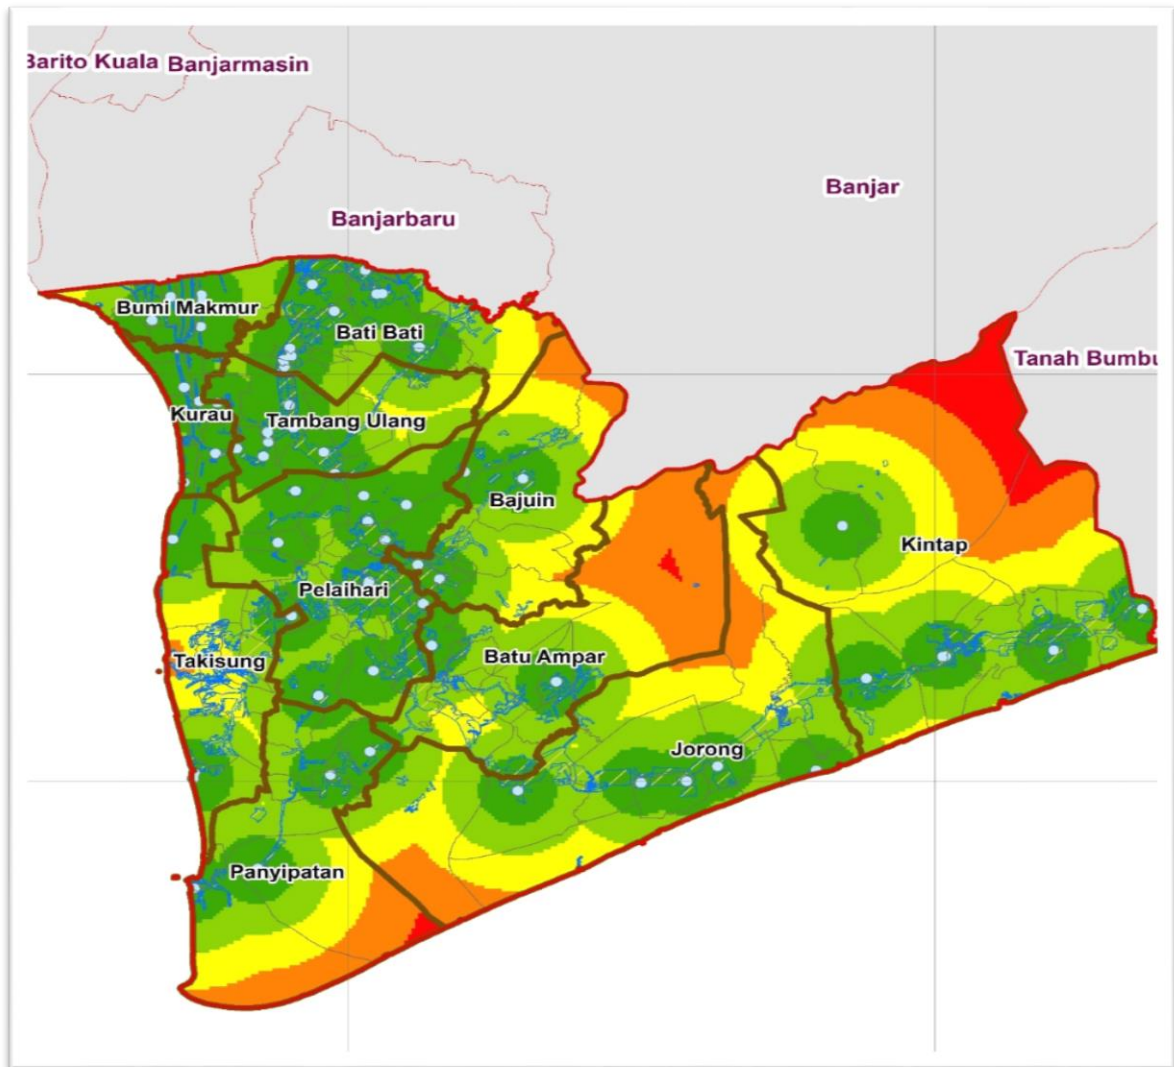 Barito Kuala
Banjarmasin
Banjar
Banjarbaru
Bumi Makmur
Bati Bati
Tanah Bumbu
Kurau
Tambang Ulang
Bajuin
Kintap
Pelaihari
Takisung
Batu Ampar
Jorong
Panyipatan